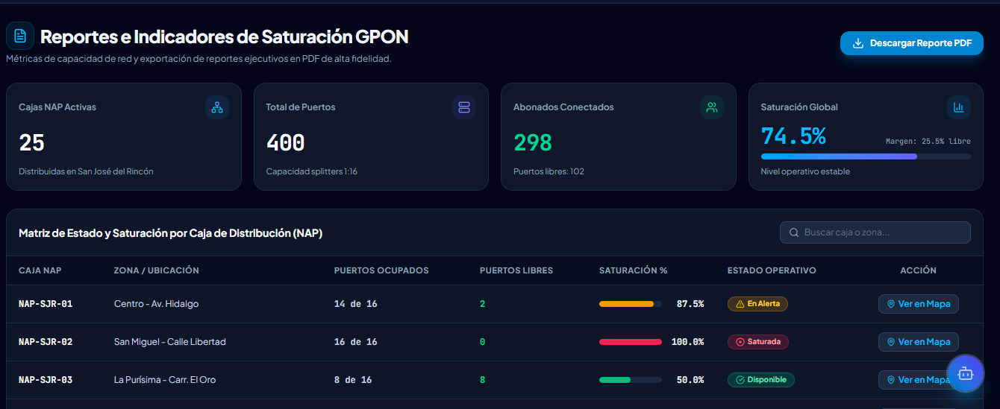 Reportes e Indicadores de Saturación GPON
Métricas de capacidad de red y exportación de reportes ejecutivos en PDF de alta fidelidad.
Descargar Reporte PDF
Cajas NAP Activas
25
Distribuidas en San José del Rincón
Total de Puertos
400
Capacidad splitters 1:16
Abonados Conectados
298
Puertos libres: 102
Saturación Global
74.5%
Margen: 25.5% libre
Nivel operativo estable
Matriz de Estado y Saturación por Caja de Distribución (NAP)
Buscar caja o zona...
CAJA NAP ZONA / UBICACIÓN PUERTOS OCUPADOS PUERTOS LIBRES SATURACIÓN % ESTADO OPERATIVO ACCIÓN
NAP-SJR-01 Centro - Av. Hidalgo 14 de 16 2 87.5% En Alerta Ver en Mapa
NAP-SJR-02 San Miguel - Calle Libertad 16 de 16 0 100.0% Saturada Ver en Mapa
NAP-SJR-03 La Purísima - Carr. El Oro 8 de 16 8 50.0% Disponible Ver en Mapa